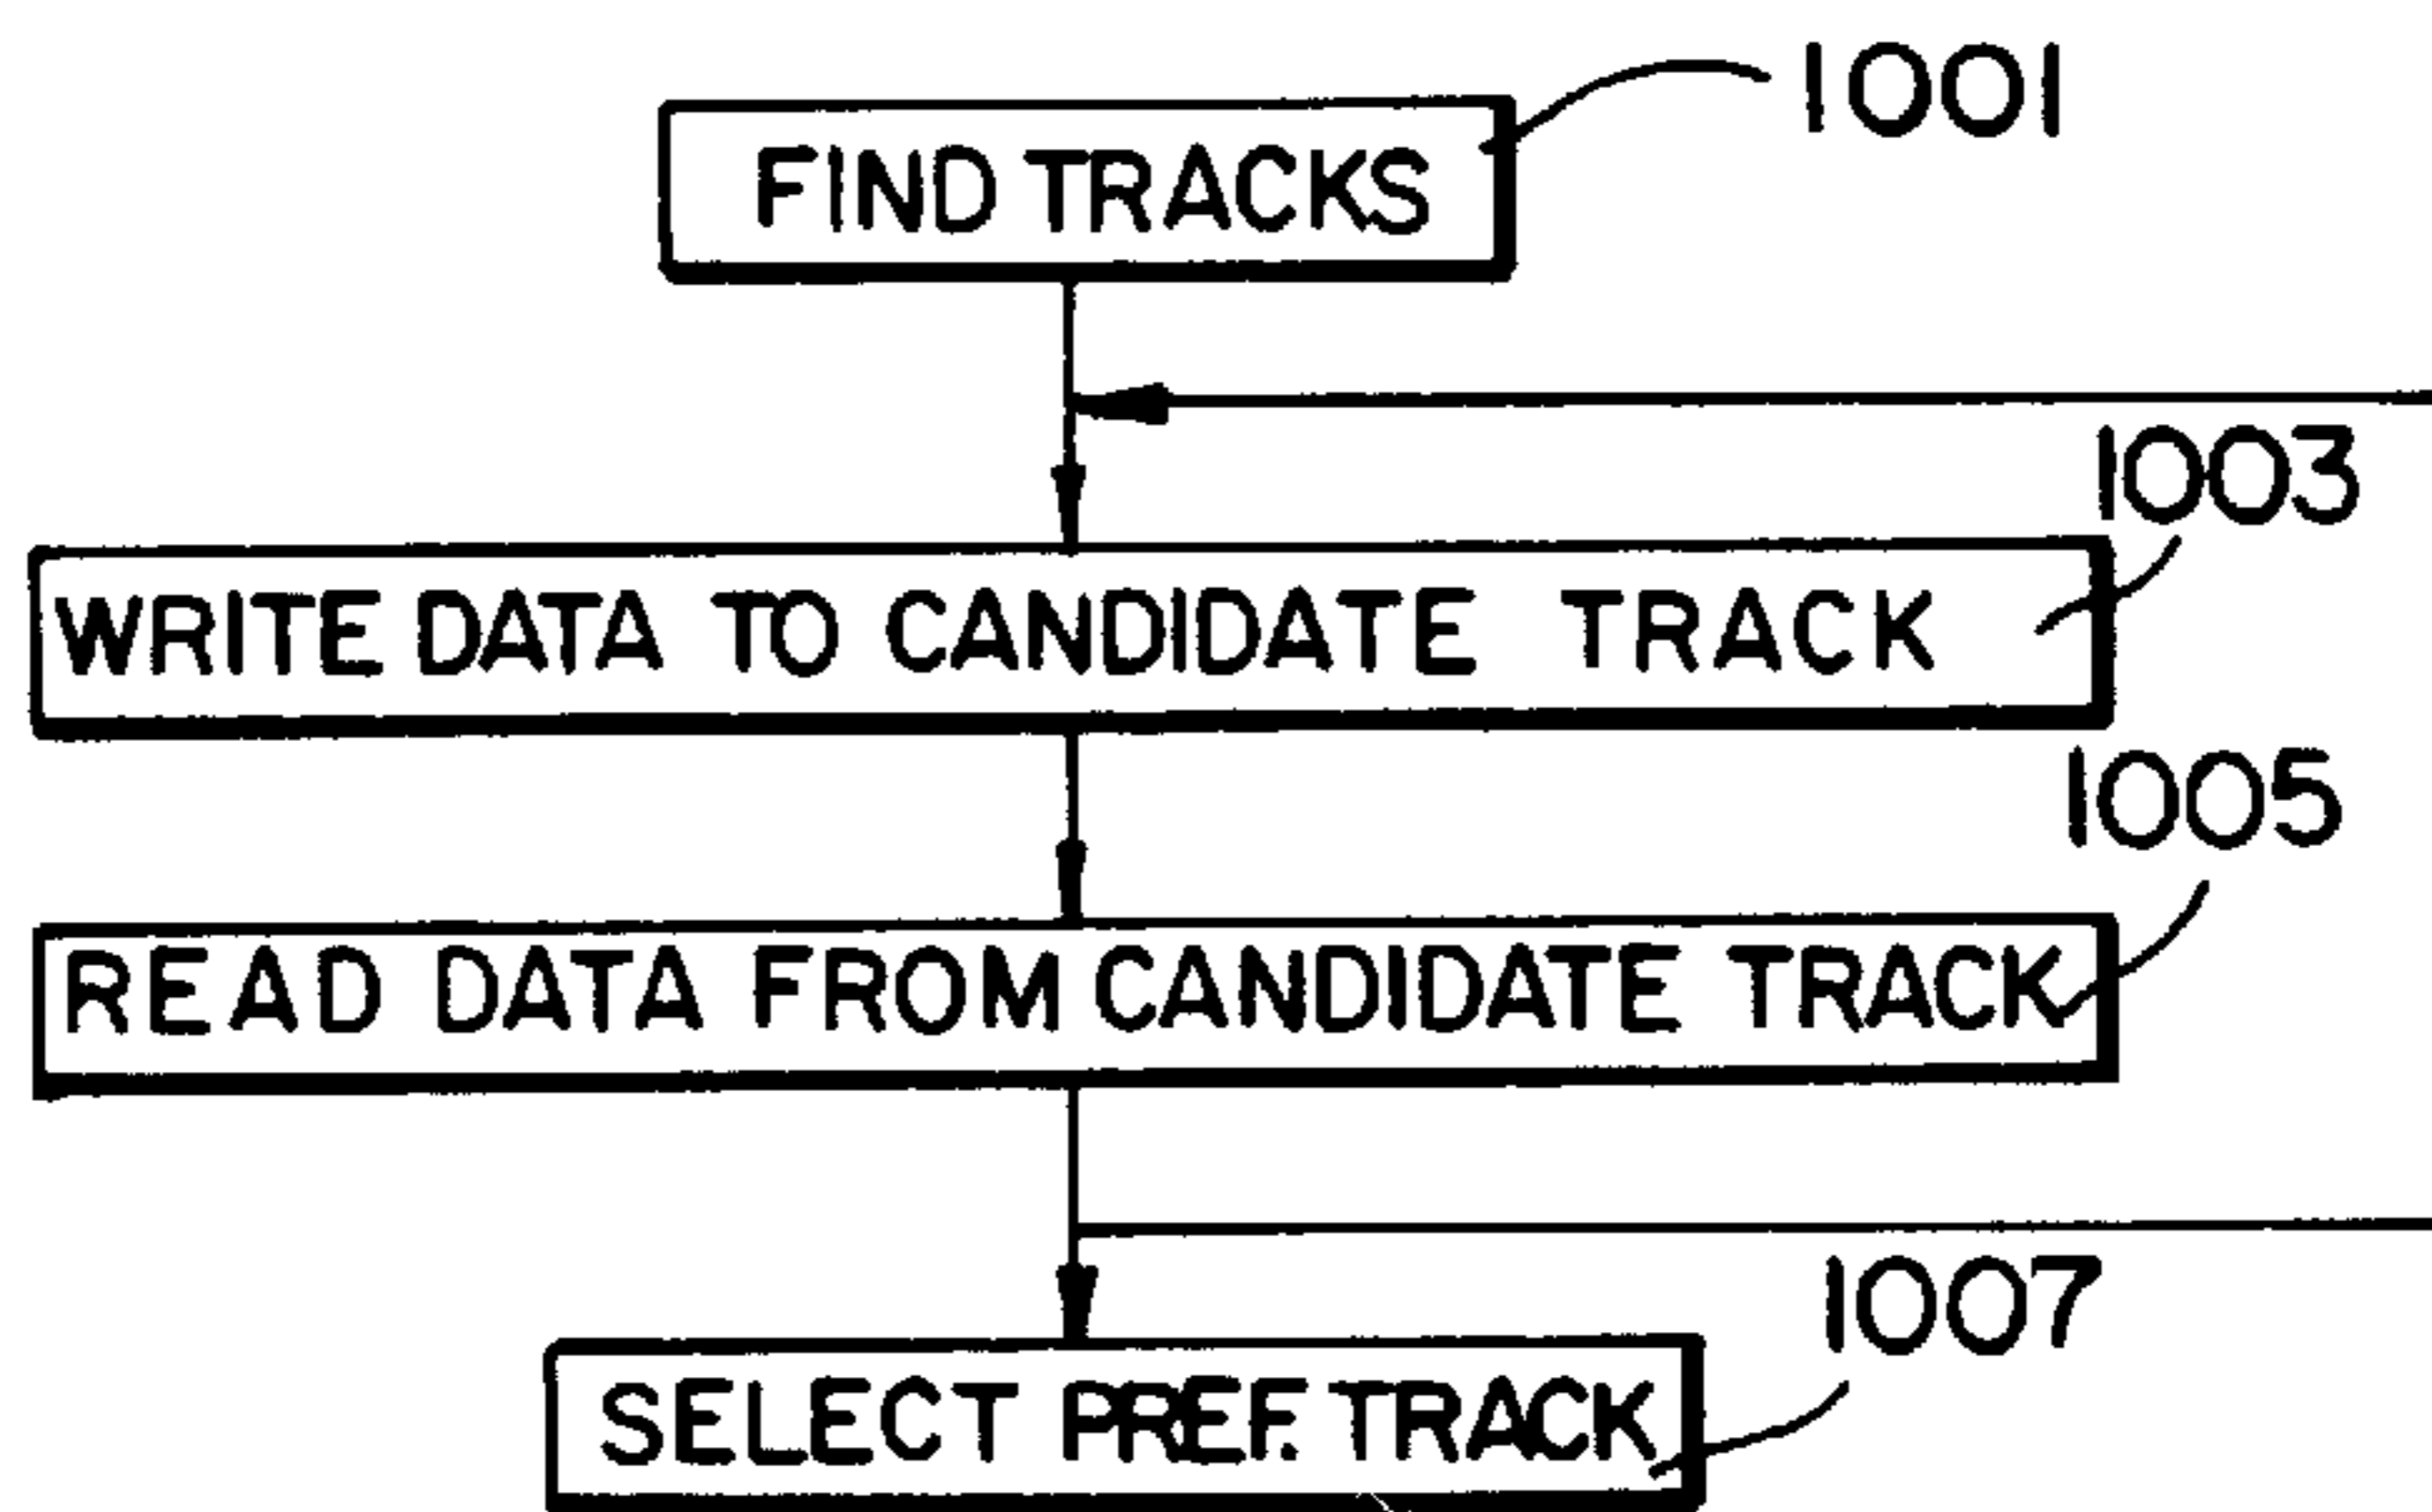 1001
FIND TRACKS
1003
WRITE DATA TO CANDIDATE TRACK
1005
READ DATA FROM CANDIDATE TRACK
1007
SELECT PREF. TRACK